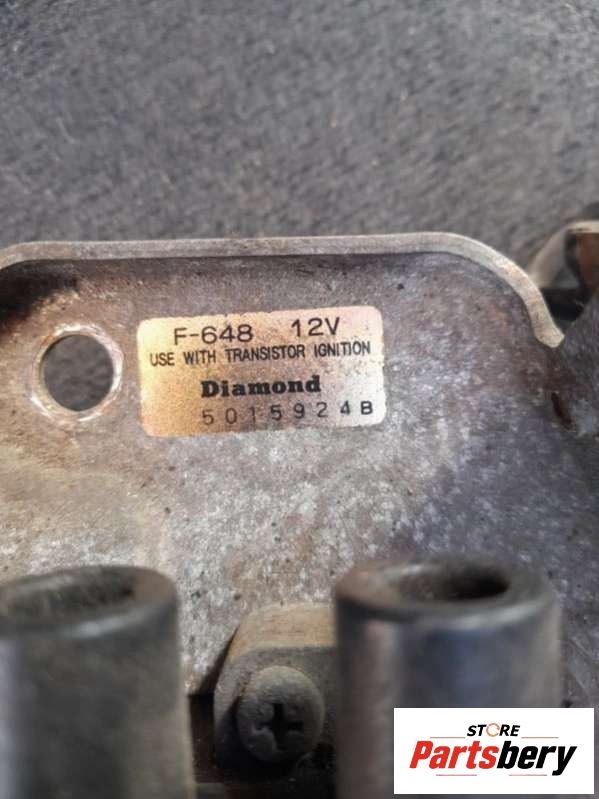 F-648 12V
USE WITH TRANSISTOR IGNITION
Diamond
5015924B
STORE
Partsbery